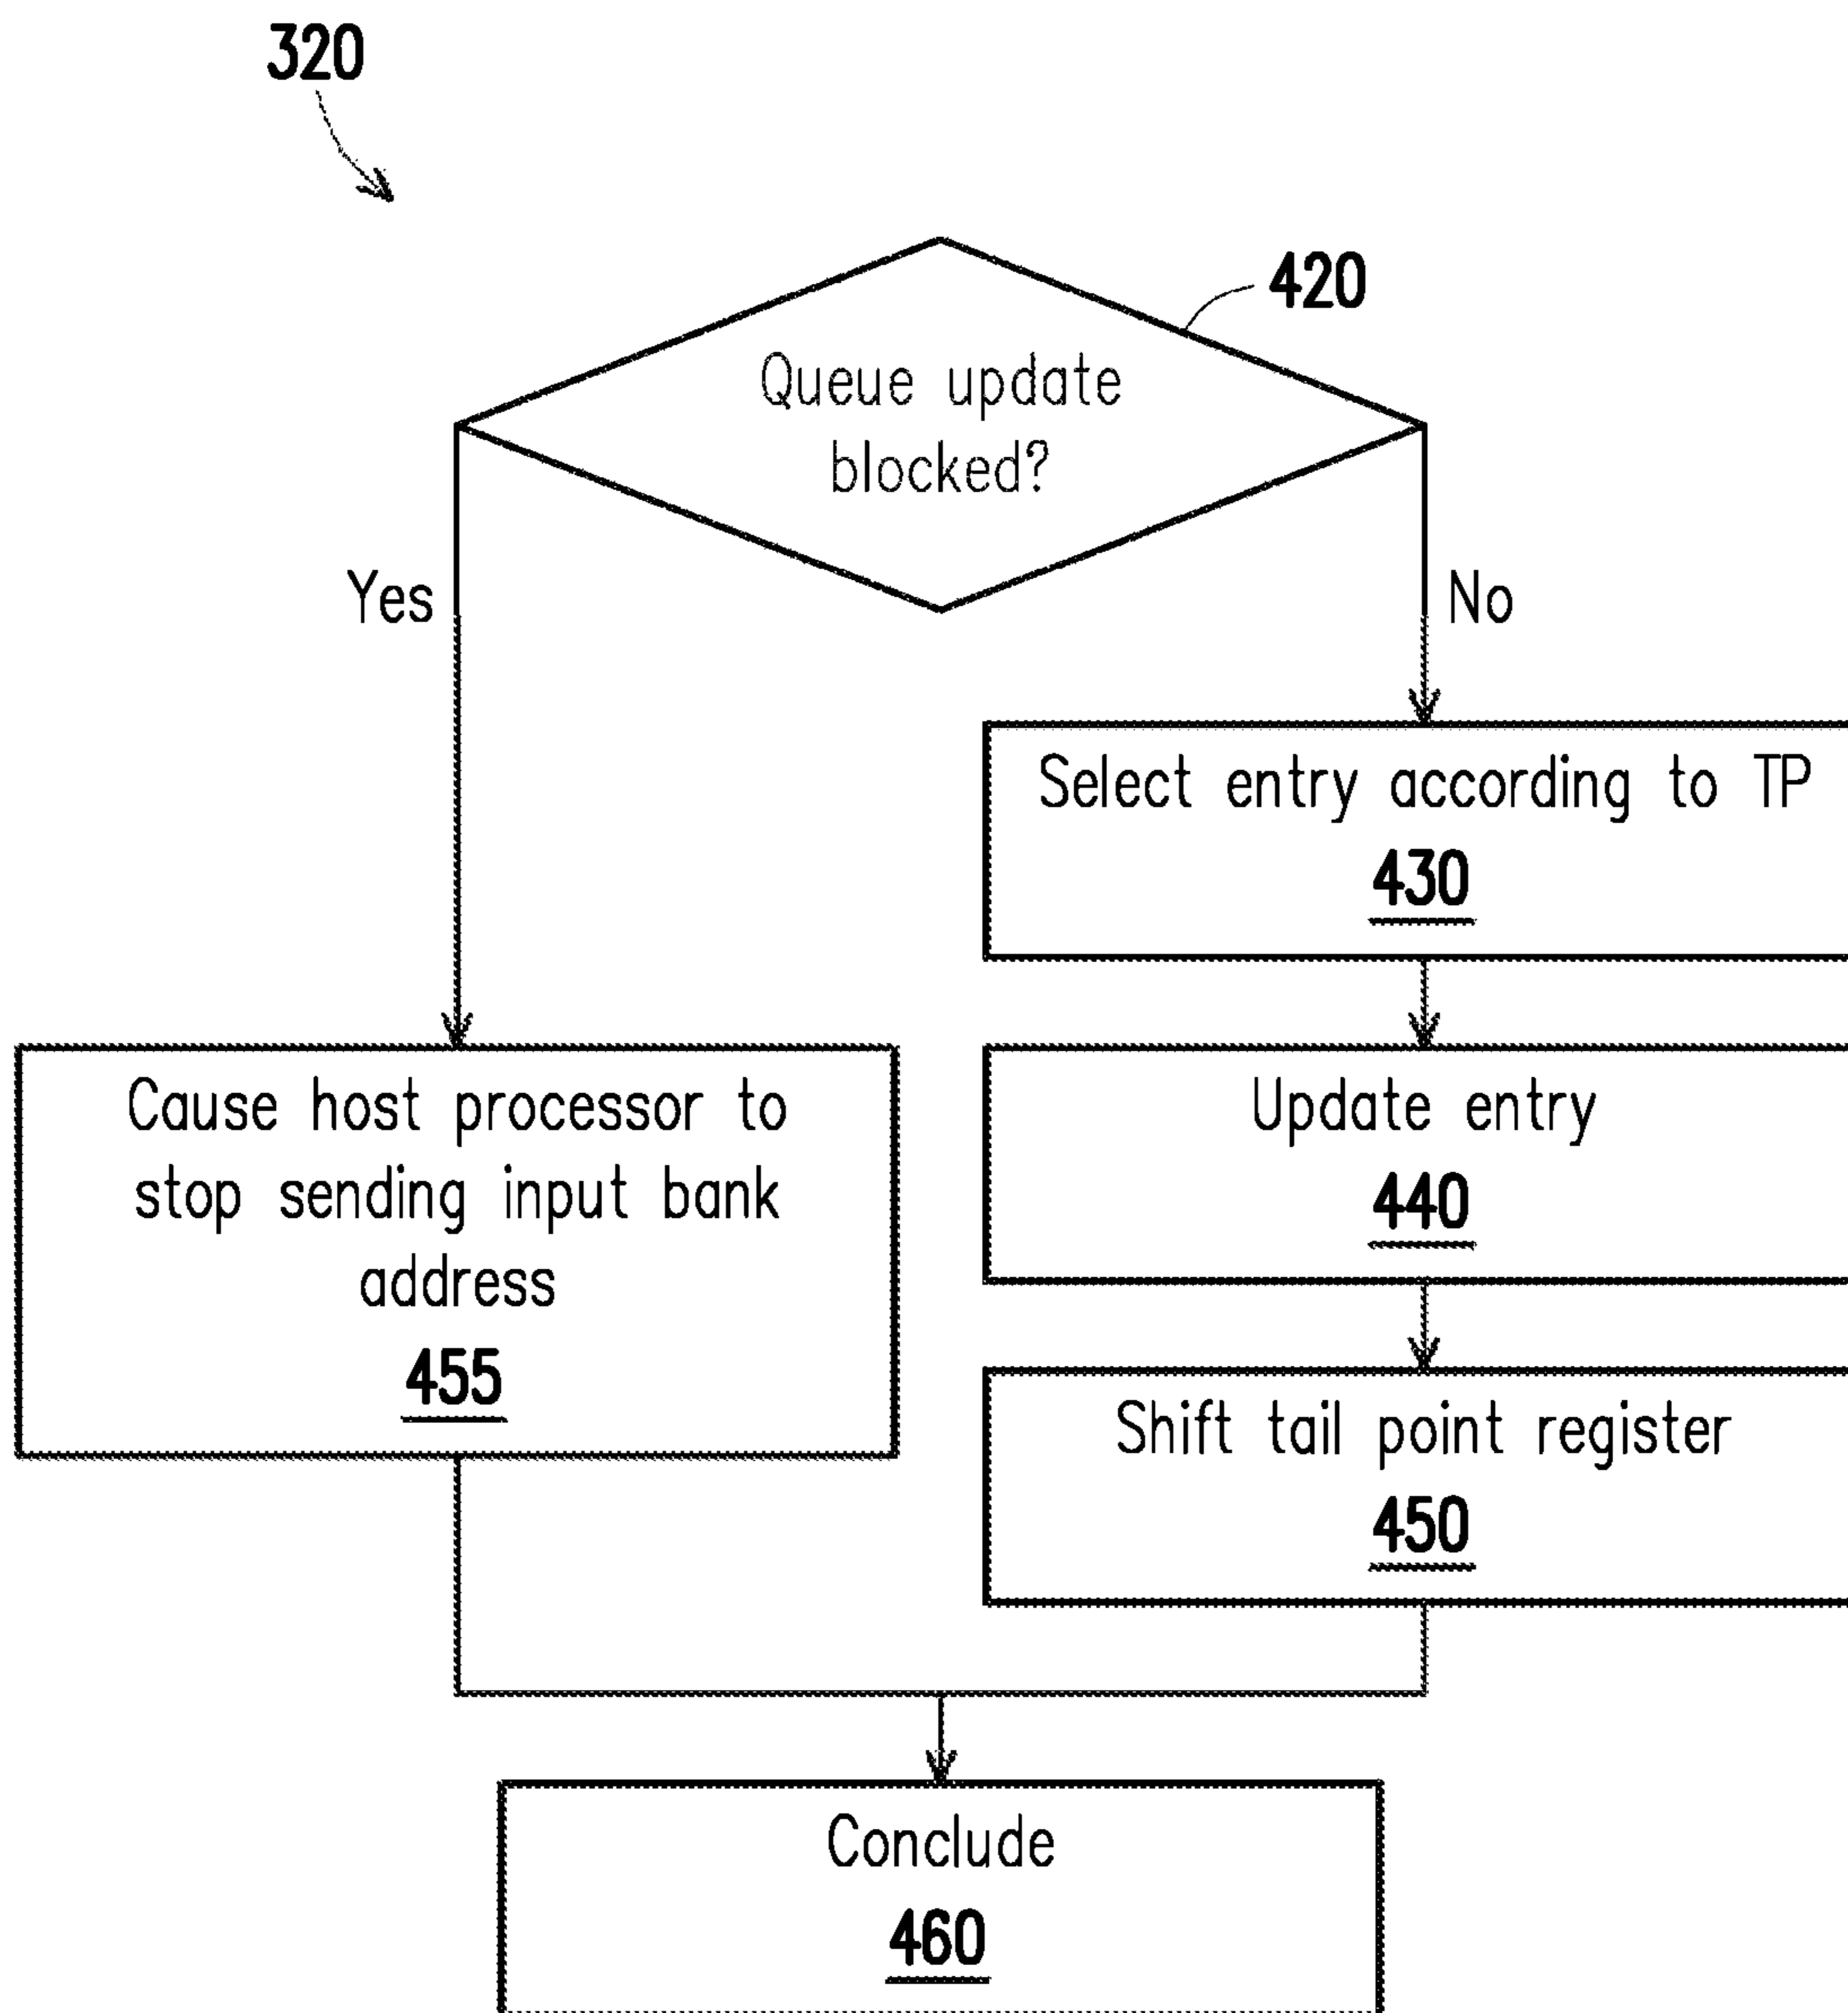 320
420
Queue update
blocked?
Yes
No
Select entry according to TP
430
Cause host processor to
stop sending input bank
address
455
Update entry
440
Shift tail point register
450
Conclude
460